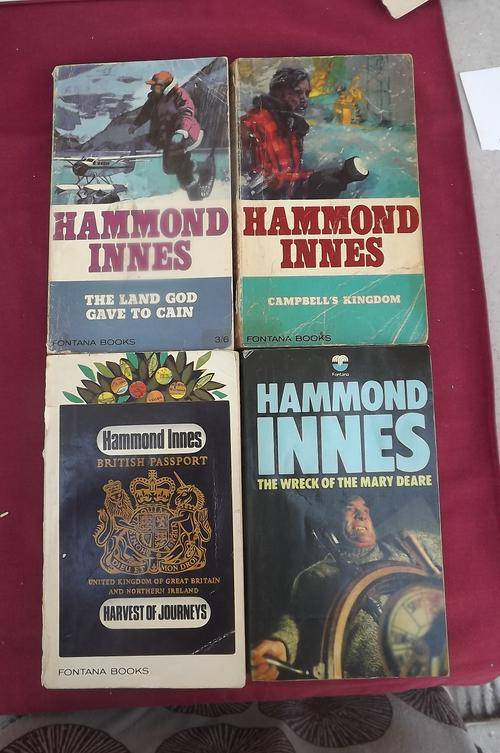 HAMMOND
INNES
THE LAND GOD
GAVE TO CAIN
FONTANA BOOKS 3/6
HAMMOND
INNES
CAMPBELL'S KINGDOM
FONTANA BOOKS
Hammond Innes
BRITISH PASSPORT
DIEU ET MON DROIT
UNITED KINGDOM OF GREAT BRITAIN
AND NORTHERN IRELAND
HARVEST OF JOURNEYS
FONTANA BOOKS
Fontana
HAMMOND
INNES
THE WRECK OF THE MARY DEARE